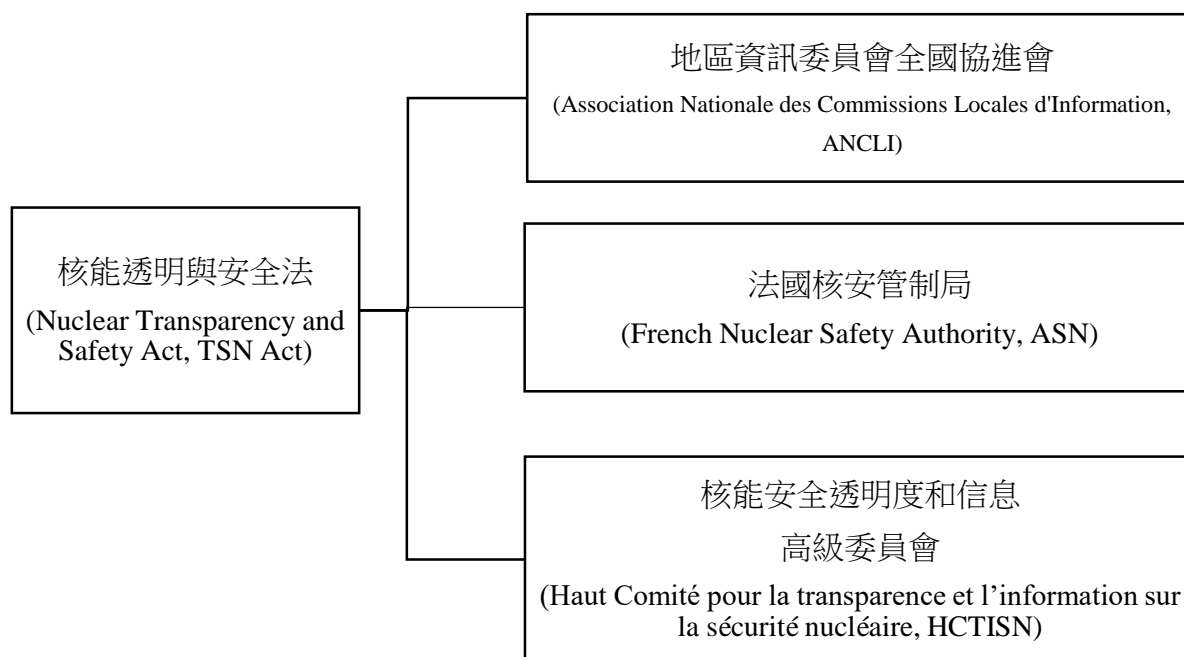 地區資訊委員會全國協進會
(Association Nationale des Commissions Locales d'Information,
ANCLI)
核能透明與安全法
(Nuclear Transparency and
Safety Act, TSN Act)
法國核安管制局
(French Nuclear Safety Authority, ASN)
核能安全透明度和信息
高級委員會
(Haut Comité pour la transparence et l’information sur
la sécurité nucléaire, HCTISN)